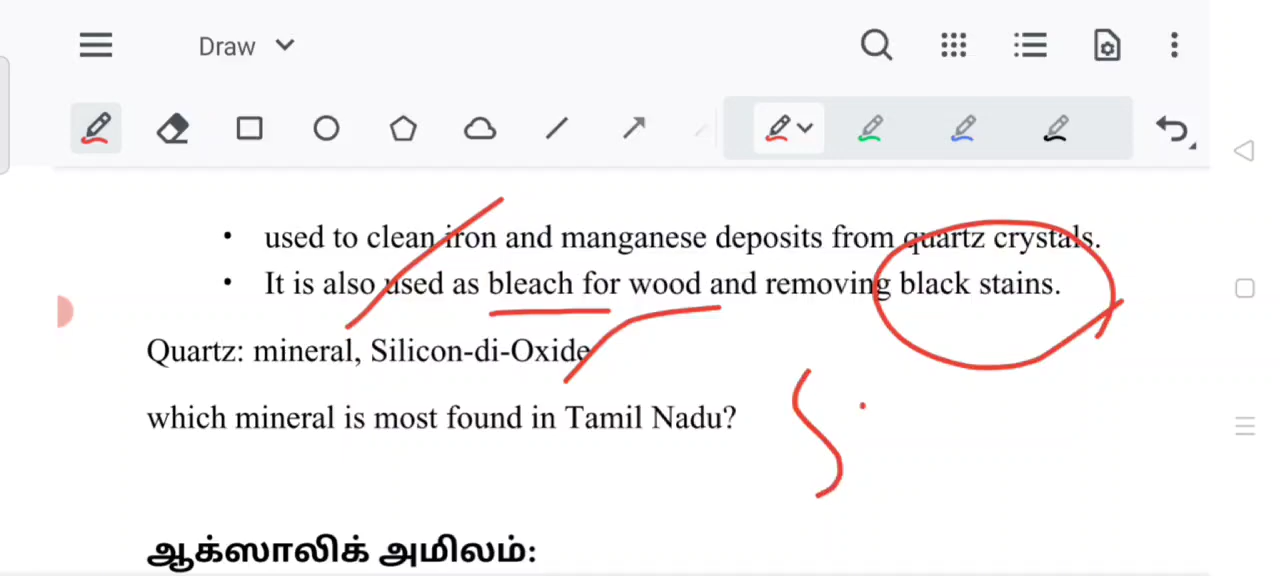 Draw
• used to clean iron and manganese deposits from quartz crystals.
• It is also used as bleach for wood and removing black stains.
Quartz: mineral, Silicon-di-Oxide
which mineral is most found in Tamil Nadu?
S
ஆக்ஸாலிக் அமிலம்: